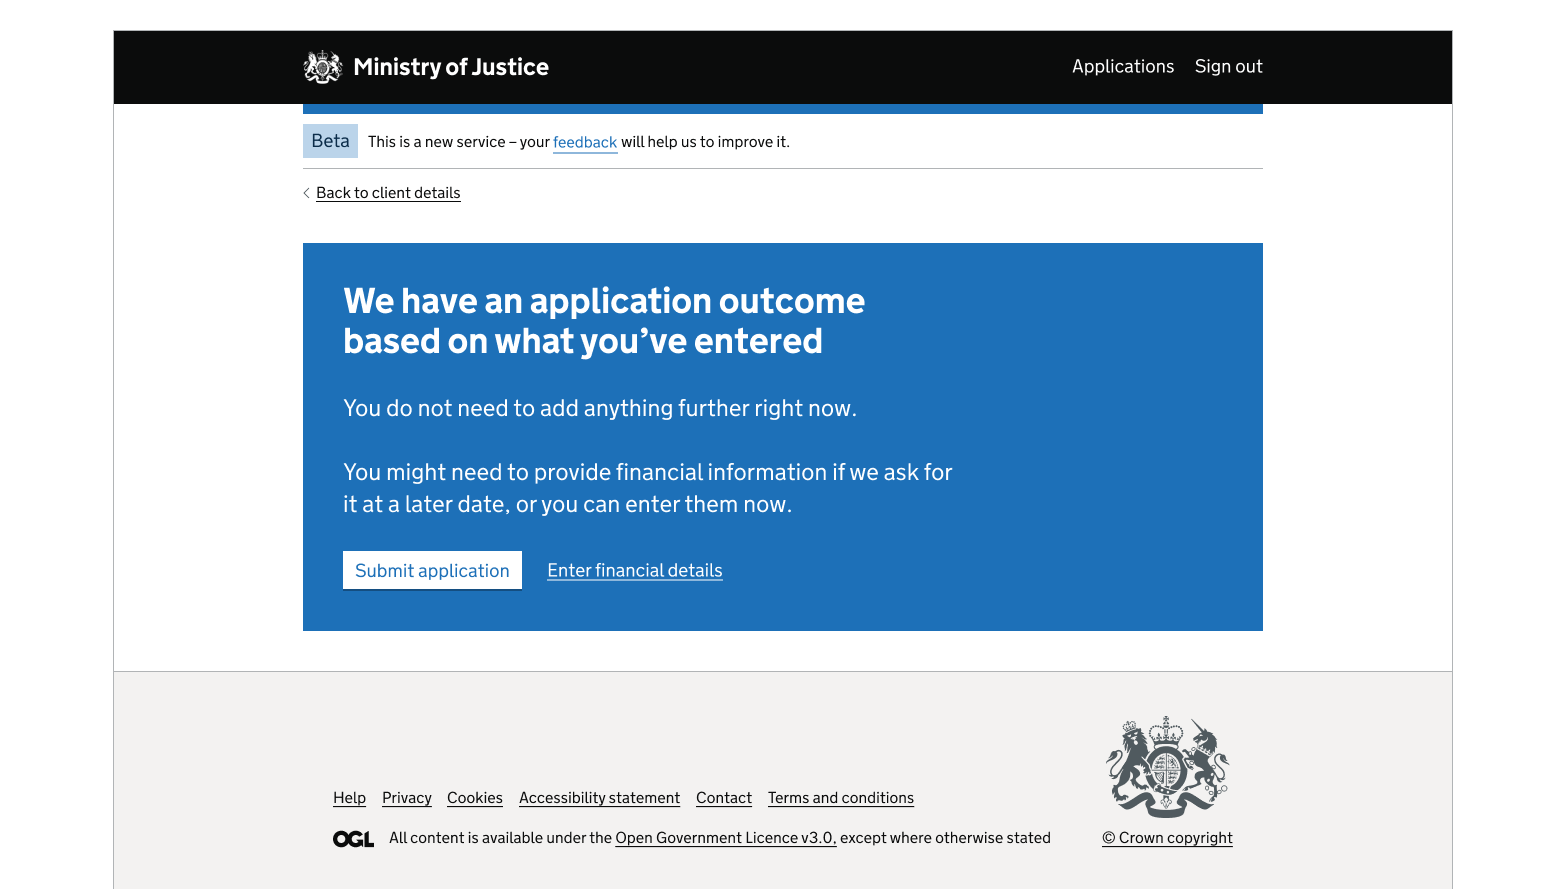 Ministry of Justice
Applications Sign out
Beta This is a new service – your feedback will help us to improve it.
Back to client details
We have an application outcome
based on what you’ve entered
You do not need to add anything further right now.
You might need to provide financial information if we ask for
it at a later date, or you can enter them now.
Submit application Enter financial details
Help Privacy Cookies Accessibility statement Contact Terms and conditions
OGL All content is available under the Open Government Licence v3.0, except where otherwise stated
© Crown copyright